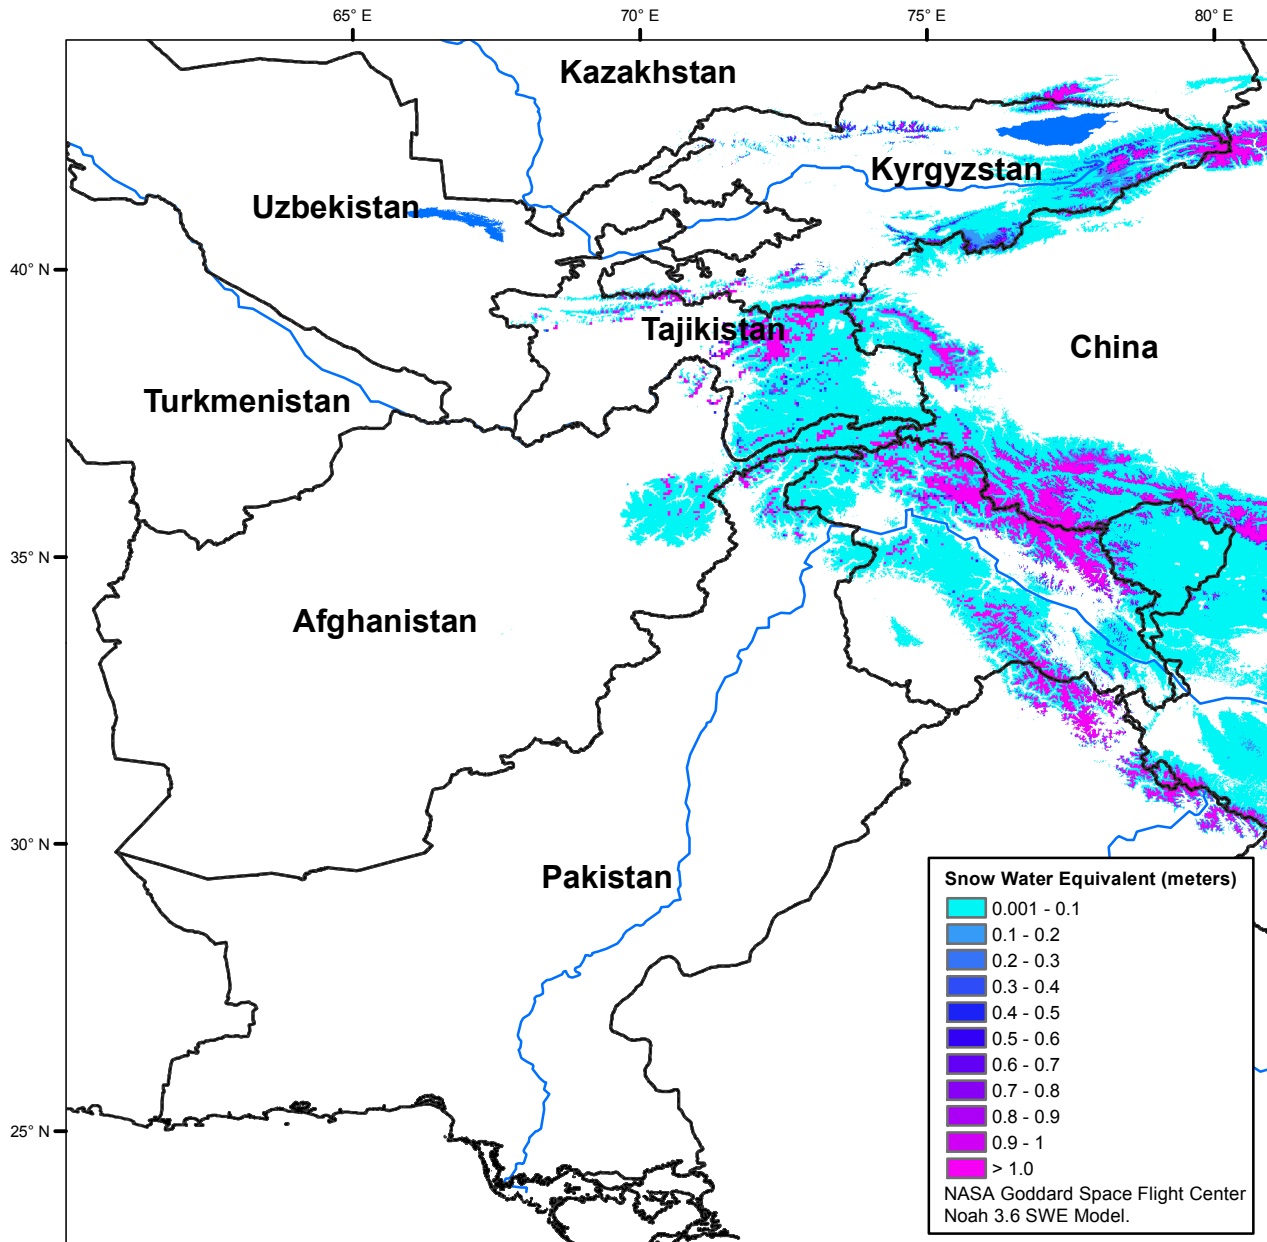 65° E
70° E
75° E
80° E
Kazakhstan
Kyrgyzstan
Uzbekistan
40° N
Tajikistan
China
Turkmenistan
35° N
Afghanistan
30° N
Pakistan
Snow Water Equivalent (meters)
0.001 - 0.1
0.1 - 0.2
0.2 - 0.3
0.3 - 0.4
0.4 - 0.5
0.5 - 0.6
0.6 - 0.7
0.7 - 0.8
0.8 - 0.9
0.9 - 1
> 1.0
25° N
NASA Goddard Space Flight Center
Noah 3.6 SWE Model.